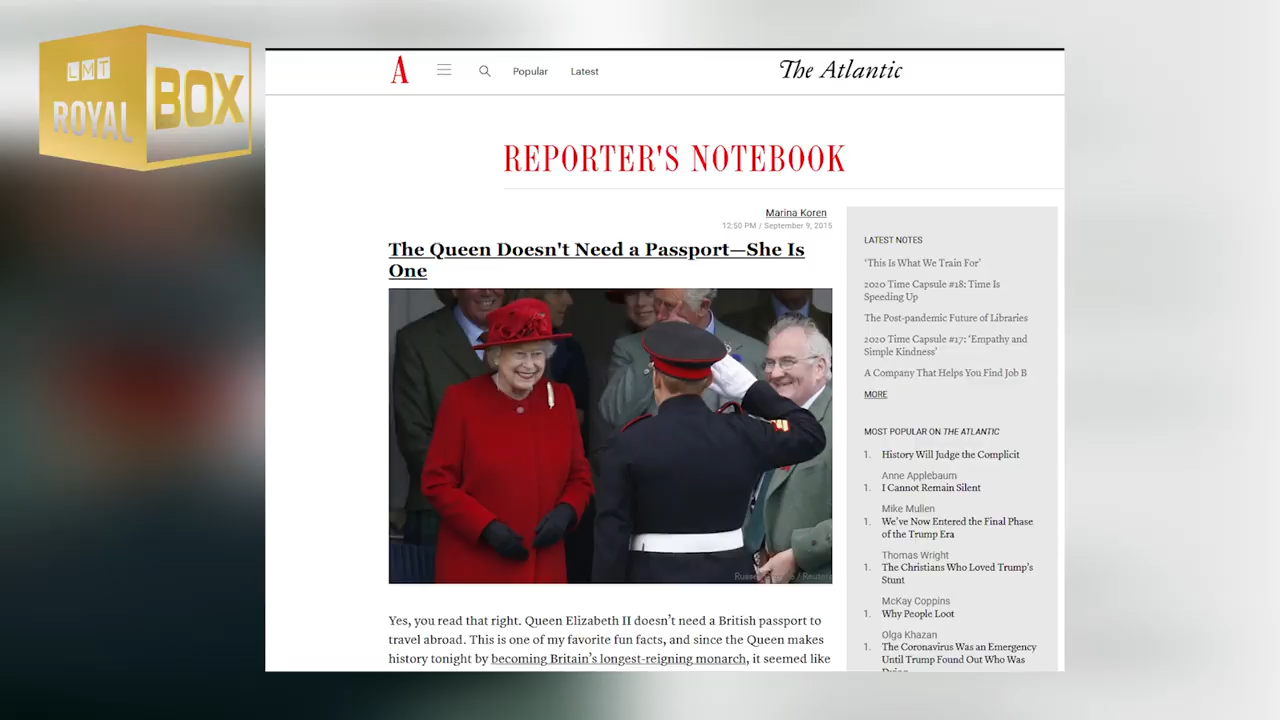 LMT
ROYAL
BOX
A
Popular
Latest
The Atlantic
REPORTER'S NOTEBOOK
Marina Koren
12:50 PM / September 9, 2015
The Queen Doesn't Need a Passport—She Is
One
Yes, you read that right. Queen Elizabeth II doesn't need a British passport to
travel abroad. This is one of my favorite fun facts, and since the Queen makes
history tonight by becoming Britain's longest-reigning monarch, it seemed like
LATEST NOTES
‘This Is What We Train For’
2020 Time Capsule #18: Time Is
Speeding Up
The Post-pandemic Future of Libraries
2020 Time Capsule #17: ‘Empathy and
Simple Kindness’
A Company That Helps You Find Job B
MORE
MOST POPULAR ON THE ATLANTIC
1. History Will Judge the Complicit
Anne Applebaum
1. I Cannot Remain Silent
Mike Mullen
1. We've Now Entered the Final Phase
of the Trump Era
Thomas Wright
1. The Christians Who Loved Trump's
Stunt
McKay Coppins
1. Why People Loot
Olga Khazan
1. The Coronavirus Was an Emergency
Until Trump Found Out Who Was